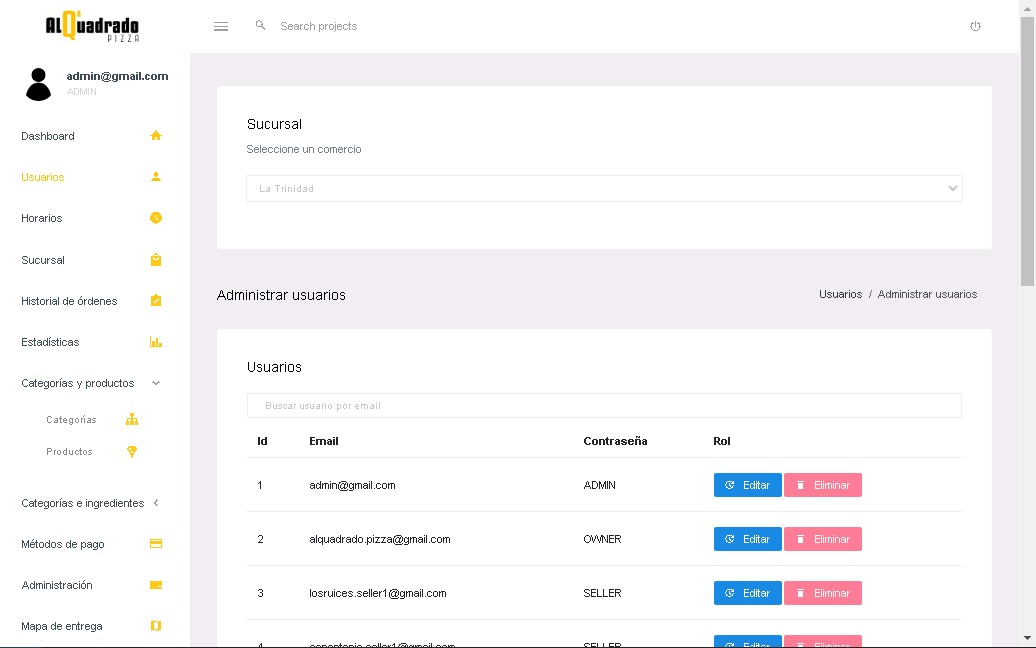 AlQuadrado
PIZZA
Search projects
admin@gmail.com
ADMIN
Dashboard
Usuarios
Horarios
Sucursal
Historial de órdenes
Estadísticas
Categorías y productos
Categorías
Productos
Categorías e ingredientes
Métodos de pago
Administración
Mapa de entrega
Sucursal
Seleccione un comercio
La Trinidad
Administrar usuarios
Usuarios / Administrar usuarios
Usuarios
Buscar usuario por email
Id Email Contraseña Rol
1 admin@gmail.com ADMIN Editar Eliminar
2 alquadrado.pizza@gmail.com OWNER Editar Eliminar
3 losruices.seller1@gmail.com SELLER Editar Eliminar
4 SELLER Editar Eliminar